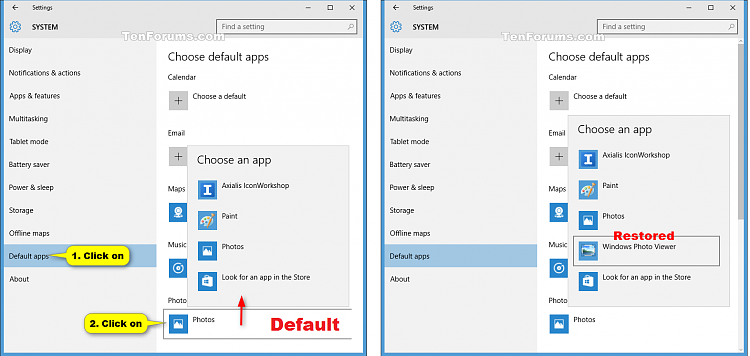 Settings
TenForums.com
SYSTEM
Find a setting
Display
Notifications & actions
Apps & features
Multitasking
Tablet mode
Battery saver
Power & sleep
Storage
Offline maps
Default apps
About
1. Click on
Choose default apps
Calendar
Choose a default
Email
Maps
Music
Photo
Photos
2. Click on
Default
Choose an app
Axialis IconWorkshop
Paint
Photos
Look for an app in the Store
Settings
TenForums.com
SYSTEM
Find a setting
Display
Notifications & actions
Apps & features
Multitasking
Tablet mode
Battery saver
Power & sleep
Storage
Offline maps
Default apps
About
Choose default apps
Calendar
Choose a default
Email
Maps
Music
Photo
Photos
Choose an app
Axialis IconWorkshop
Paint
Photos
Restored
Windows Photo Viewer
Look for an app in the Store